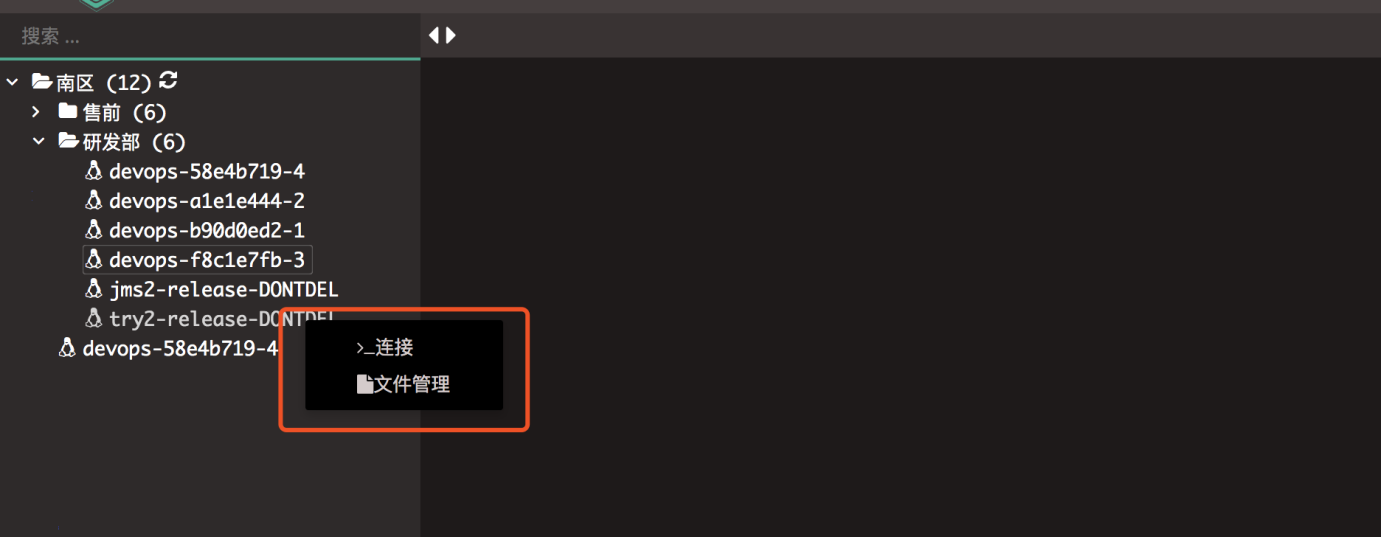 搜索 ...
南区 (12)
售前 (6)
研发部 (6)
devops-58e4b719-4
devops-a1e1e444-2
devops-b90d0ed2-1
devops-f8c1e7fb-3
jms2-release-DONTDEL
try2-release-DONTDEL
devops-58e4b719-4
>_连接
文件管理